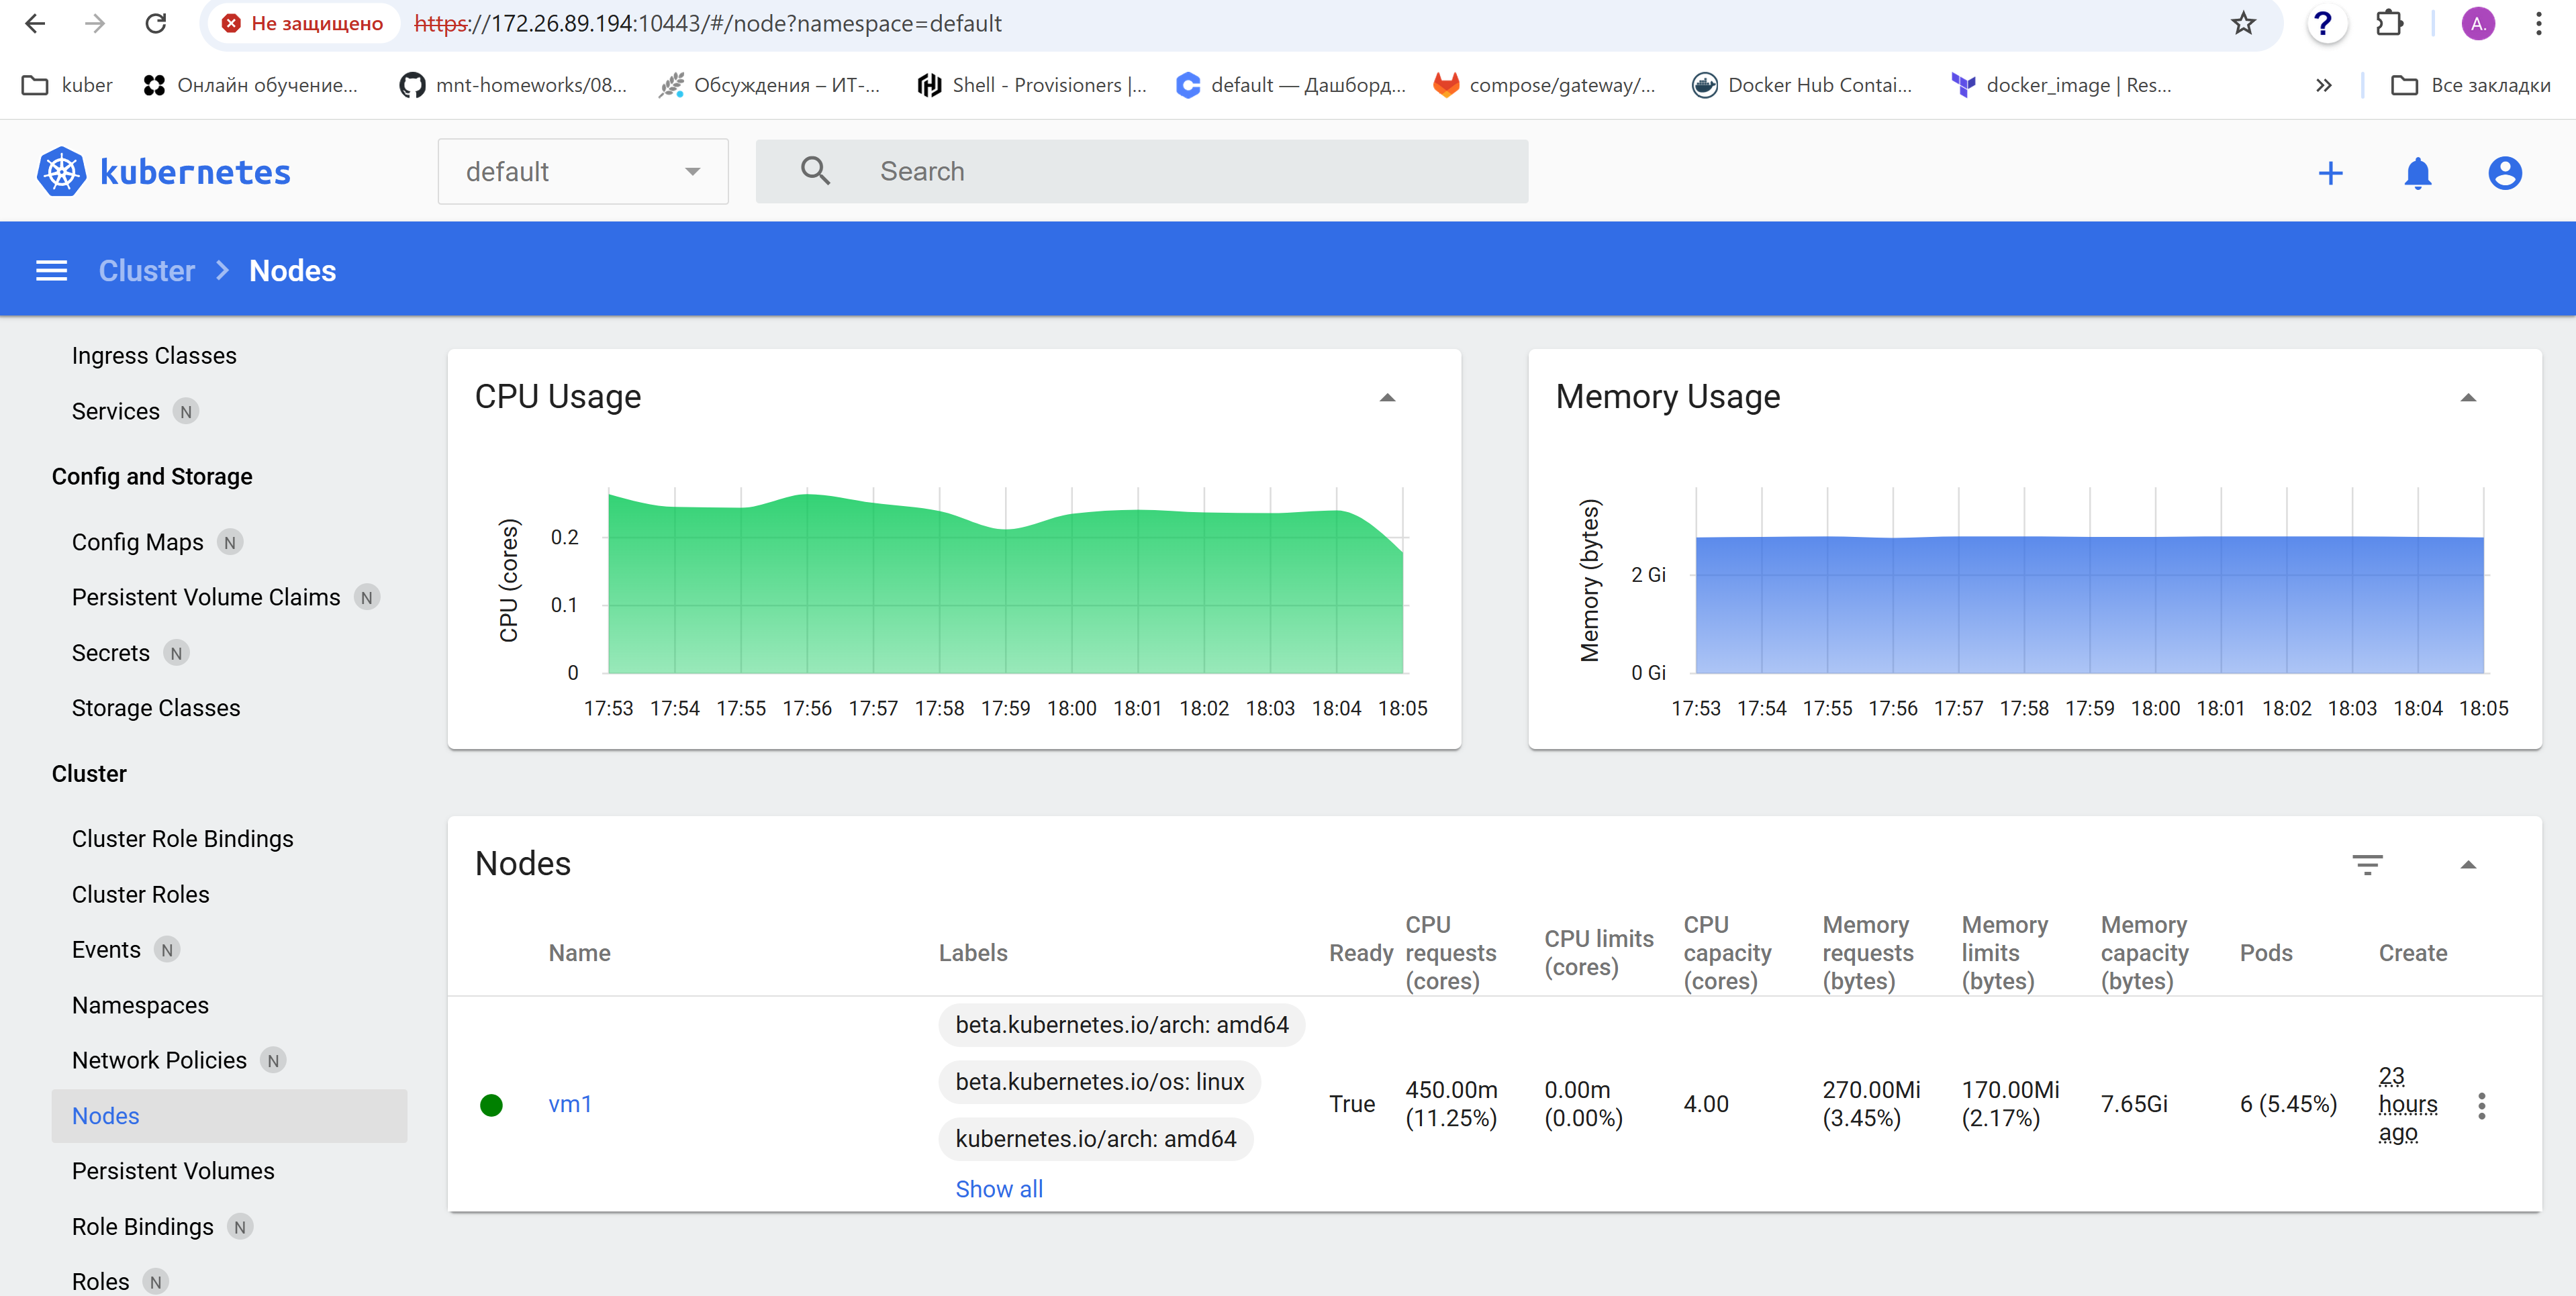 Не защищено https://172.26.89.194:10443/#/node?namespace=default ? A.
kuber Онлайн обучение... mnt-homeworks/08... Обсуждения – ИТ-... Shell - Provisioners |... default — Дашборд... compose/gateway/... Docker Hub Contai... docker_image | Res... » Все закладки
kubernetes default Search
Cluster Nodes
Ingress Classes
Services N
Config and Storage
Config Maps N
Persistent Volume Claims N
Secrets N
Storage Classes
Cluster
Cluster Role Bindings
Cluster Roles
Events N
Namespaces
Network Policies N
Nodes
Persistent Volumes
Role Bindings N
Roles N
CPU Usage
CPU (cores)
0.2
0.1
0
17:53 17:54 17:55 17:56 17:57 17:58 17:59 18:00 18:01 18:02 18:03 18:04 18:05
Memory Usage
Memory (bytes)
2 Gi
0 Gi
17:53 17:54 17:55 17:56 17:57 17:58 17:59 18:00 18:01 18:02 18:03 18:04 18:05
Nodes
Name
Labels
Ready
CPU
requests
(cores)
CPU limits
(cores)
CPU
capacity
(cores)
Memory
requests
(bytes)
Memory
limits
(bytes)
Memory
capacity
(bytes)
Pods
Create
vm1
beta.kubernetes.io/arch: amd64
beta.kubernetes.io/os: linux
kubernetes.io/arch: amd64
Show all
True
450.00m
(11.25%)
0.00m
(0.00%)
4.00
270.00Mi
(3.45%)
170.00Mi
(2.17%)
7.65Gi
6 (5.45%)
23
hours
ago